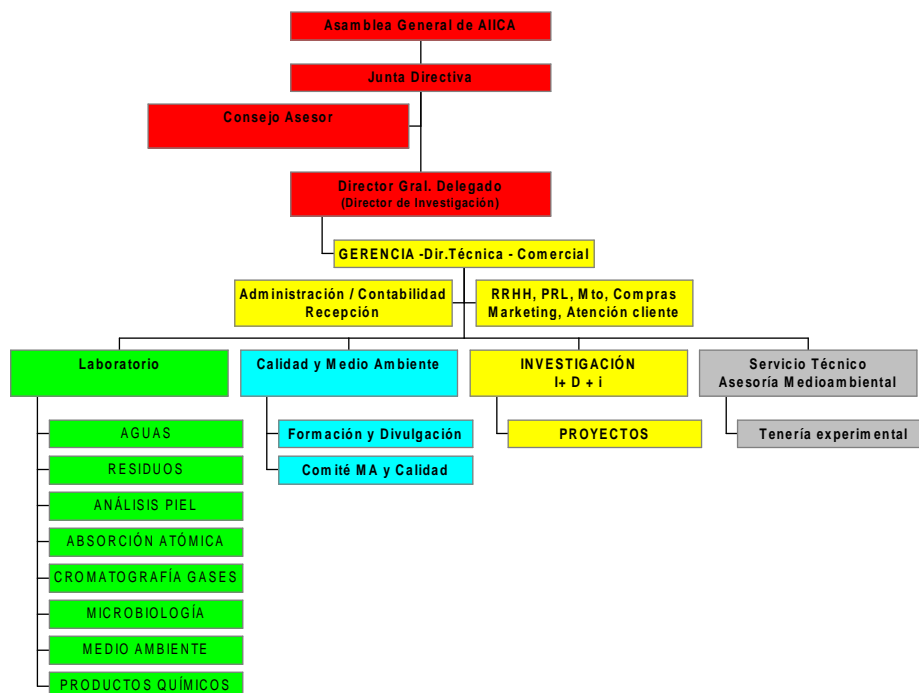 Asamblea General de AIICA
Junta Directiva
Consejo Asesor
Director Gral. Delegado
(Director de Investigación)
GERENCIA -Dir.Técnica - Comercial
Administración / Contabilidad
Recepción
RRHH, PRL, Mto, Compras
Marketing, Atención cliente
Laboratorio
Calidad y Medio Ambiente
INVESTIGACIÓN
I+ D + i
Servicio Técnico
Asesoría Medioambiental
AGUAS
RESIDUOS
ANÁLISIS PIEL
ABSORCIÓN ATÓMICA
CROMATOGRAFÍA GASES
MICROBIOLOGÍA
MEDIO AMBIENTE
PRODUCTOS QUÍMICOS
Formación y Divulgación
Comité MA y Calidad
PROYECTOS
Tenería experimental